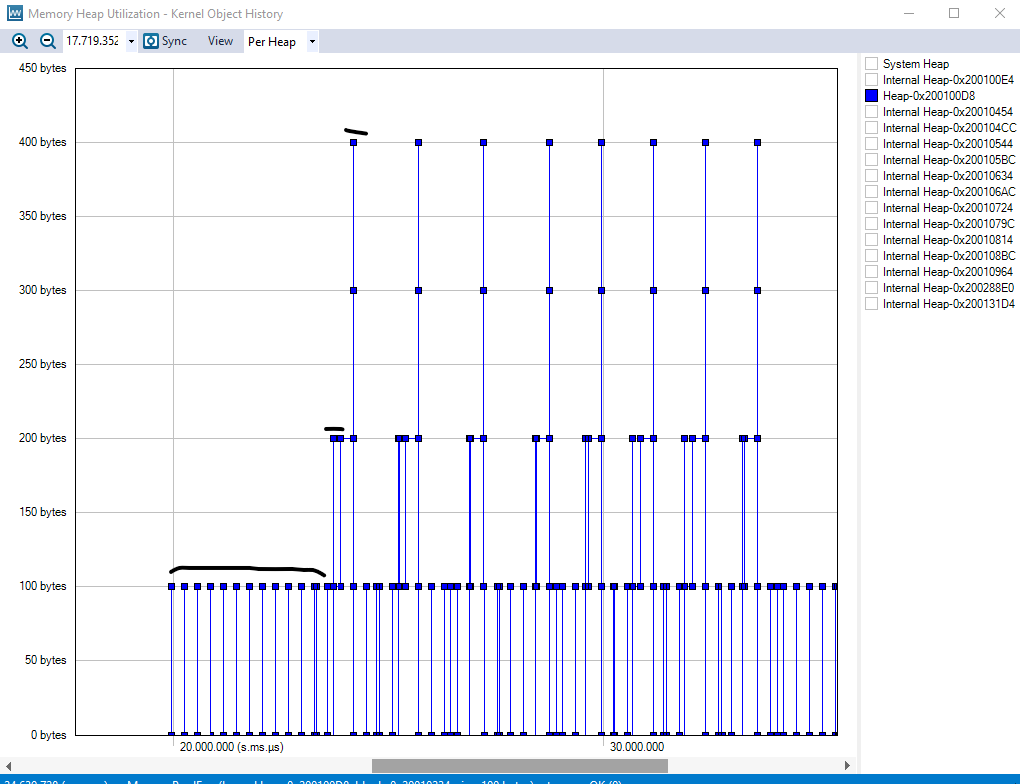 Memory Heap Utilization - Kernel Object History
17.719.352 Sync View Per Heap
450 bytes
400 bytes
350 bytes
300 bytes
250 bytes
200 bytes
150 bytes
100 bytes
50 bytes
0 bytes
20.000.000 (s.ms.µs)
30.000.000
System Heap
Internal Heap-0x200100E4
Heap-0x200100D8
Internal Heap-0x20010454
Internal Heap-0x200104CC
Internal Heap-0x20010544
Internal Heap-0x200105BC
Internal Heap-0x20010634
Internal Heap-0x200106AC
Internal Heap-0x20010724
Internal Heap-0x2001079C
Internal Heap-0x20010814
Internal Heap-0x200108BC
Internal Heap-0x20010964
Internal Heap-0x200288E0
Internal Heap-0x200131D4